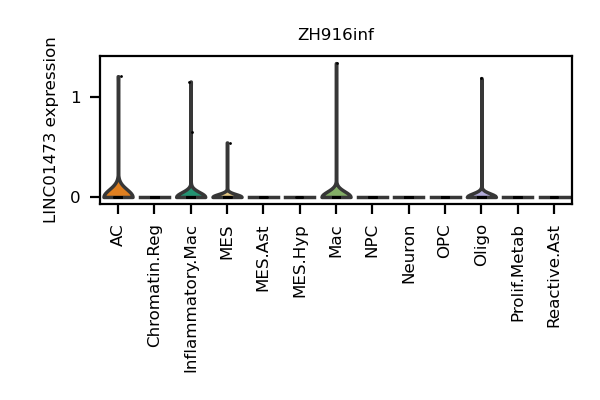 ZH916inf
LINC01473 expression
1
0
AC
Chromatin.Reg
Inflammatory.Mac
MES
MES.Ast
MES.Hyp
Mac
NPC
Neuron
OPC
Oligo
Prolif.Metab
Reactive.Ast